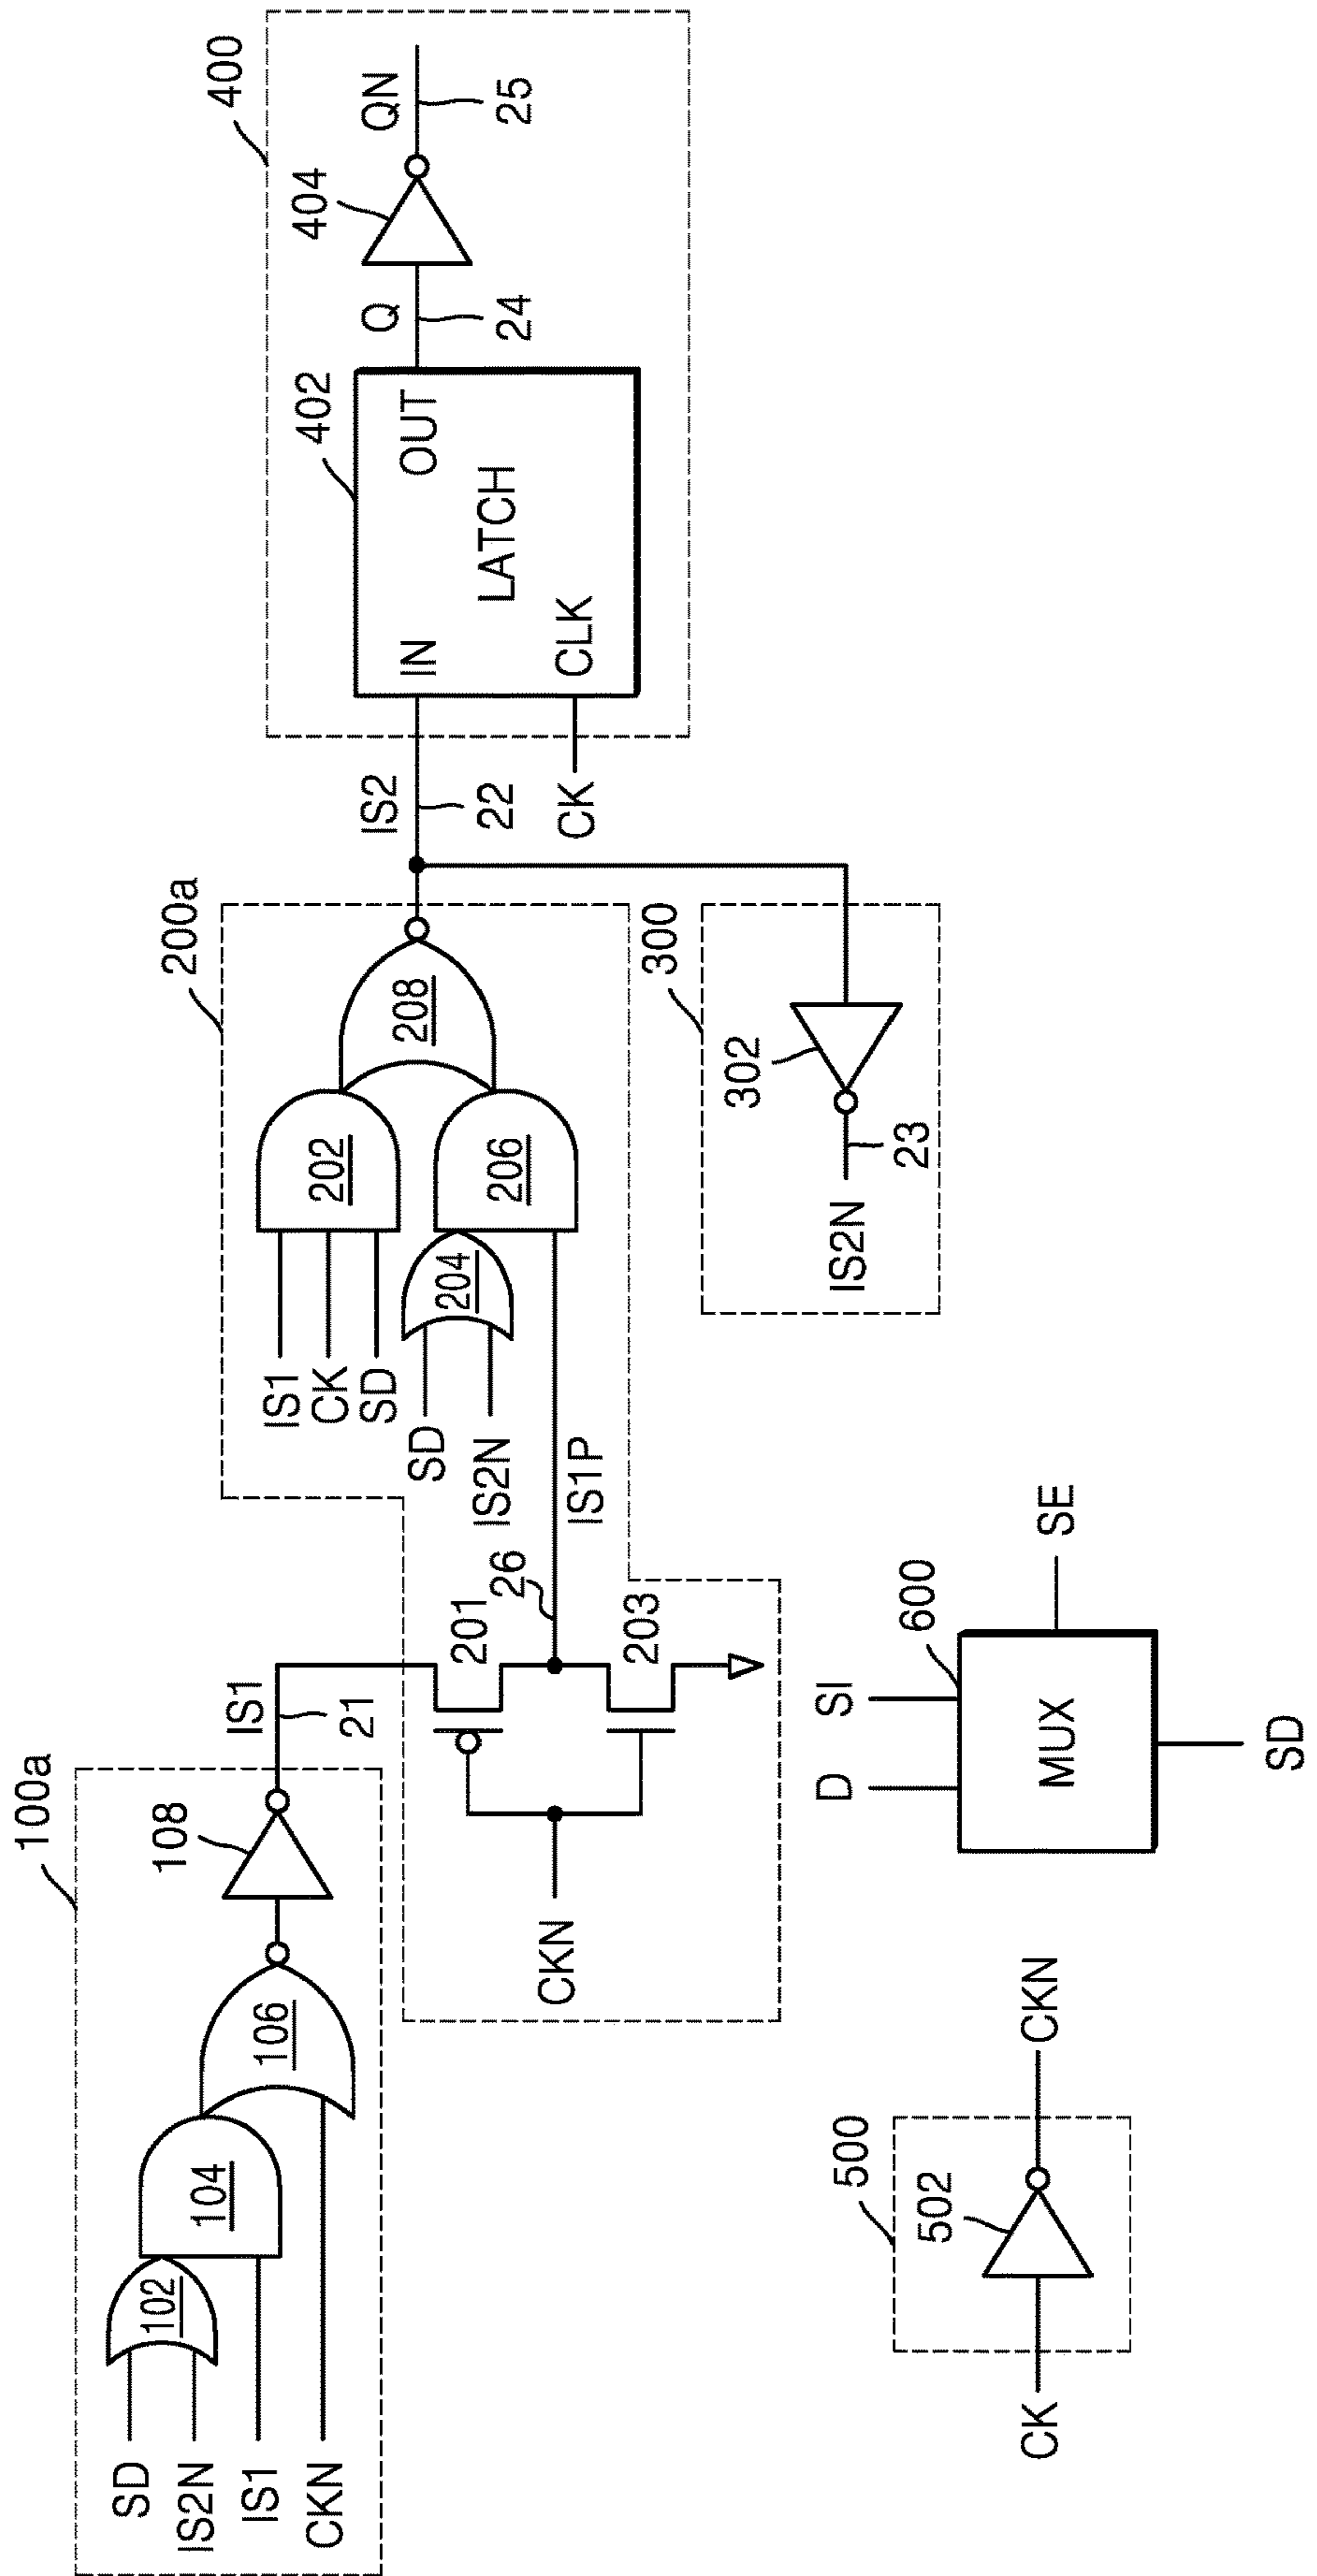 100a
SD
IS2N
IS1
CKN
102
104
106
108
IS1
21
200a
CKN
201
203
26
IS1P
IS1
CK
SD
SD
IS2N
202
204
206
208
IS2
22
CK
300
302
23
IS2N
400
402
IN
OUT
LATCH
CLK
Q
24
404
QN
25
500
CK
502
CKN
600
D
SI
SE
MUX
SD